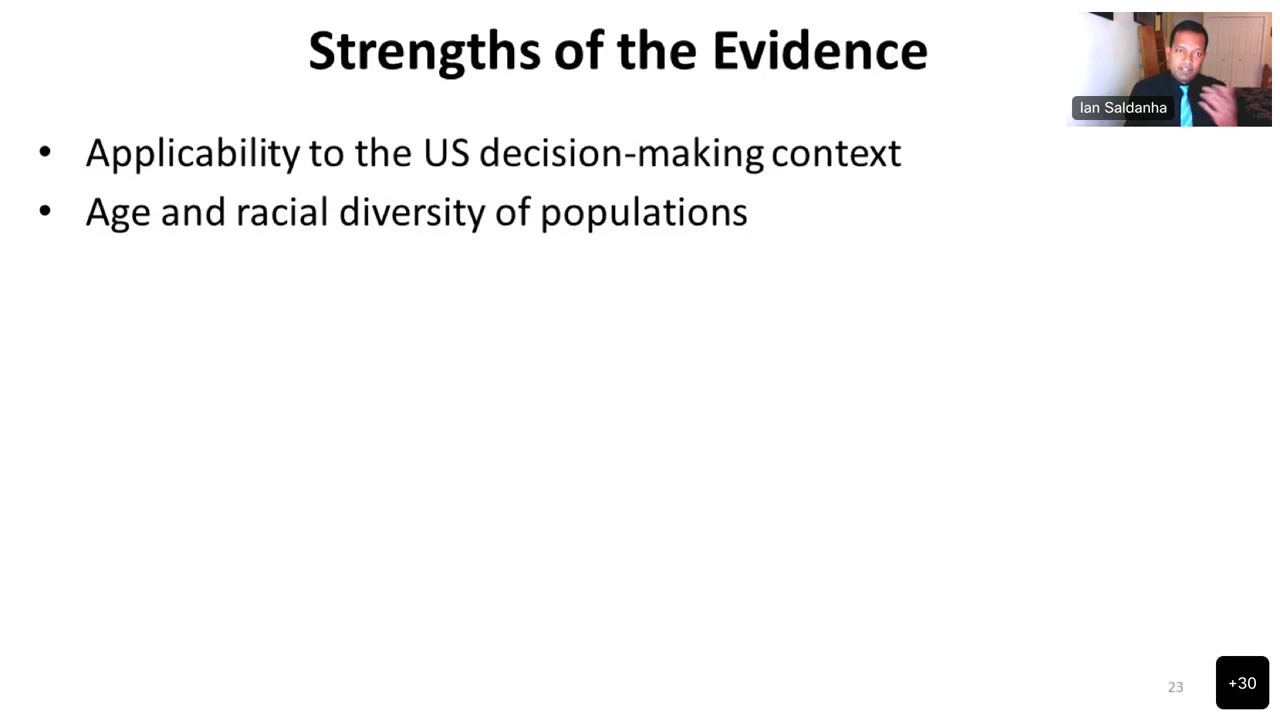 Strengths of the Evidence
Ian Saldanha
• Applicability to the US decision-making context
• Age and racial diversity of populations
23
+30